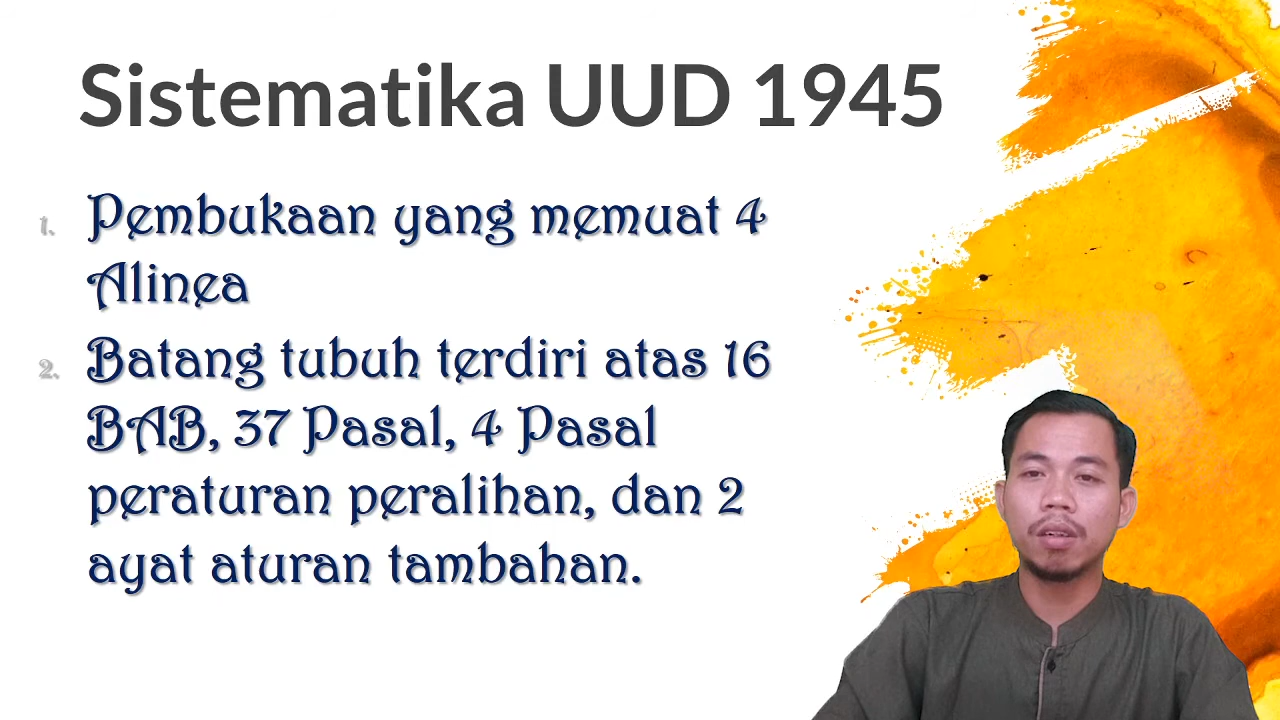 Sistematika UUD 1945
1. Pembukaan yang memuat 4
Alinea
2. Batang tubuh terdiri atas 16
BAB, 37 Pasal, 4 Pasal
peraturan peralihan, dan 2
ayat aturan tambahan.